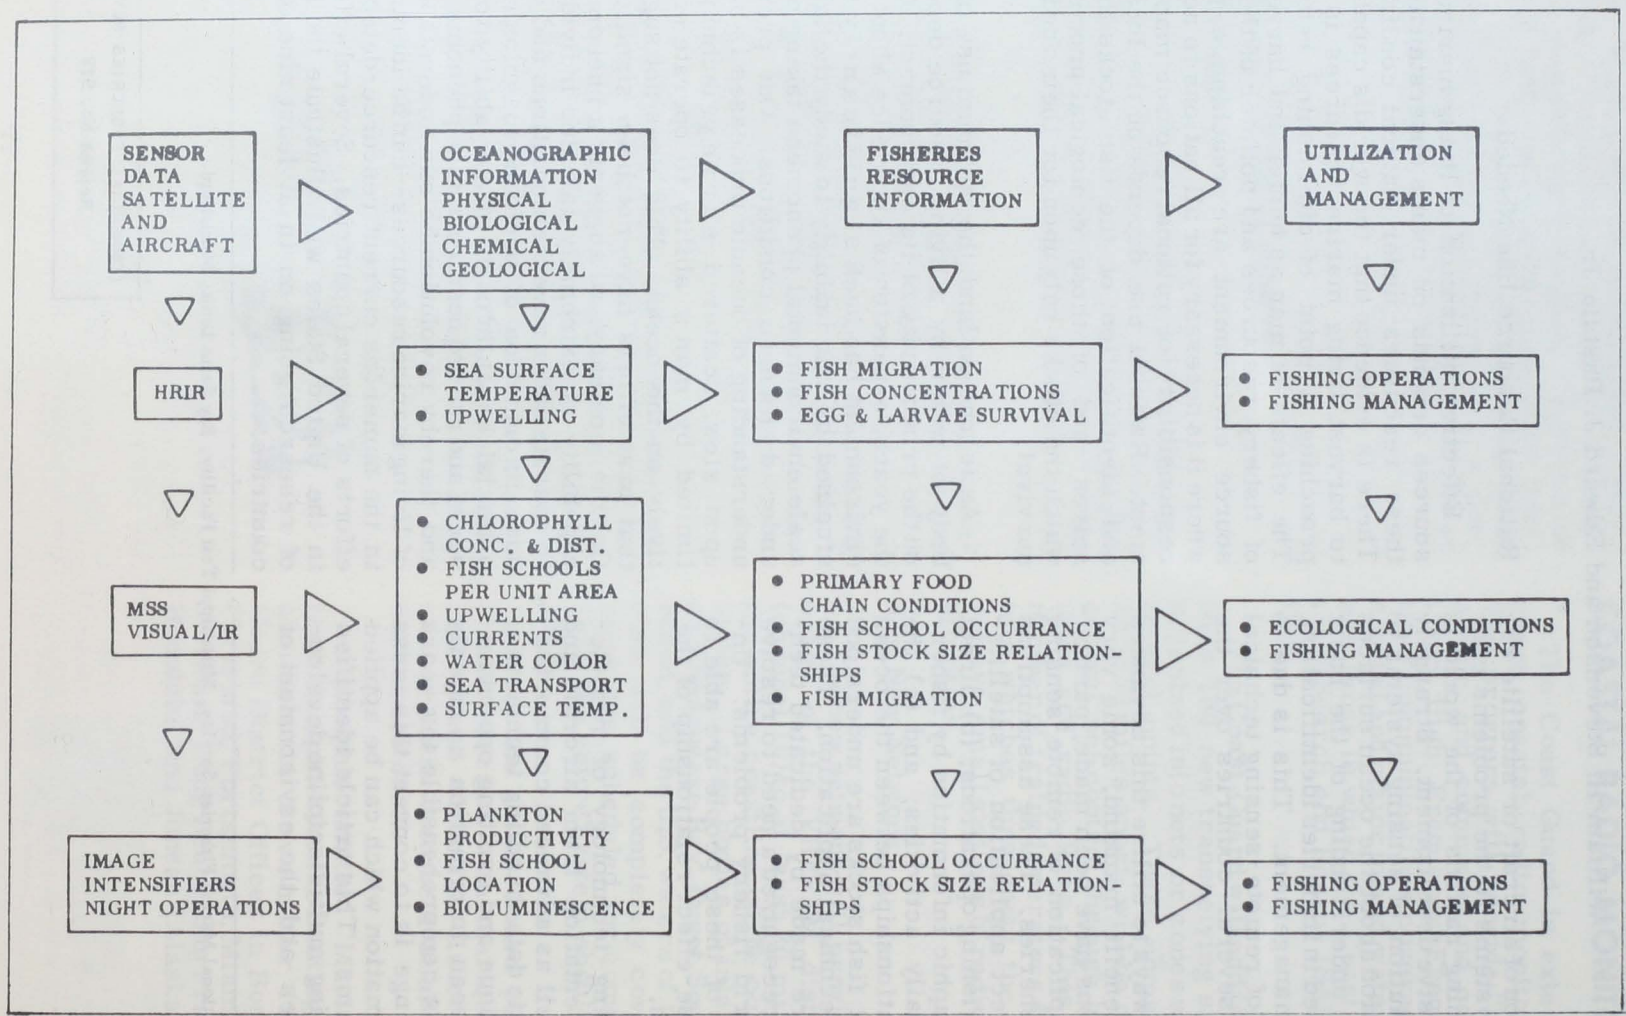 SENSOR
DATA
SATELLITE
AND
AIRCRAFT
OCEANOGRAPHIC
INFORMATION
PHYSICAL
BIOLOGICAL
CHEMICAL
GEOLOGICAL
FISHERIES
RESOURCE
INFORMATION
UTILIZATION
AND
MANAGEMENT
HRIR
• SEA SURFACE
TEMPERATURE
• UPWELLING
• FISH MIGRATION
• FISH CONCENTRATIONS
• EGG & LARVAE SURVIVAL
• FISHING OPERATIONS
• FISHING MANAGEMENT
MSS
VISUAL/IR
• CHLOROPHYLL
CONC. & DIST.
• FISH SCHOOLS
PER UNIT AREA
• UPWELLING
• CURRENTS
• WATER COLOR
• SEA TRANSPORT
• SURFACE TEMP.
• PRIMARY FOOD
CHAIN CONDITIONS
• FISH SCHOOL OCCURRANCE
• FISH STOCK SIZE RELATION-
SHIPS
• FISH MIGRATION
• ECOLOGICAL CONDITIONS
• FISHING MANAGEMENT
IMAGE
INTENSIFIERS
NIGHT OPERATIONS
• PLANKTON
PRODUCTIVITY
• FISH SCHOOL
LOCATION
• BIOLUMINESCENCE
• FISH SCHOOL OCCURRANCE
• FISH STOCK SIZE RELATION-
SHIPS
• FISHING OPERATIONS
• FISHING MANAGEMENT